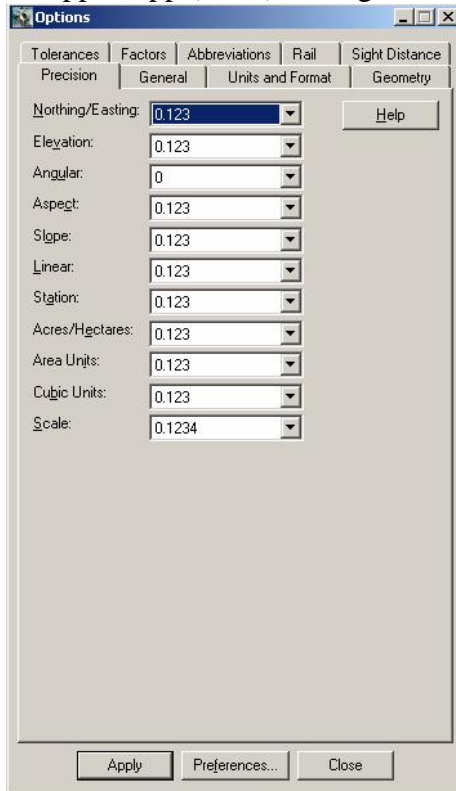 Options
Tolerances Factors Abbreviations Rail Sight Distance
Precision General Units and Format Geometry
Northing/Easting: 0.123 Help
Elevation: 0.123
Angular: 0
Aspect: 0.123
Slope: 0.123
Linear: 0.123
Station: 0.123
Acres/Hectares: 0.123
Area Units: 0.123
Cubic Units: 0.123
Scale: 0.1234
Apply Preferences... Close